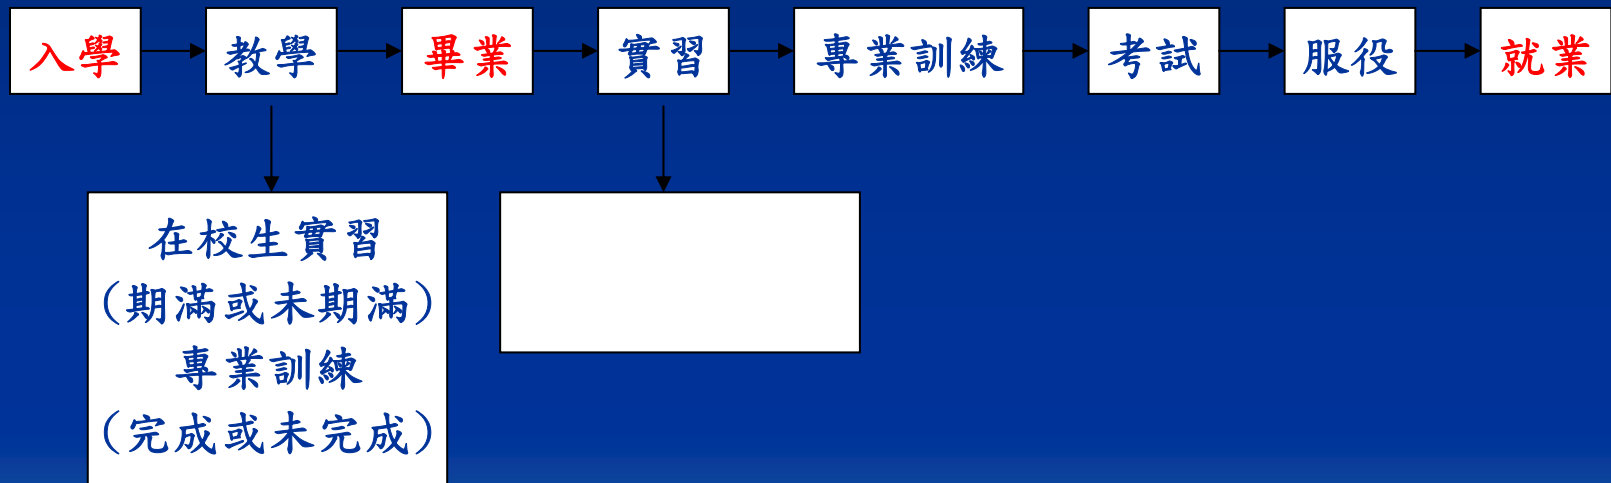 入學
教學
畢業
實習
專業訓練
考試
服役
就業
在校生實習
(期滿或未期滿)
專業訓練
(完成或未完成)